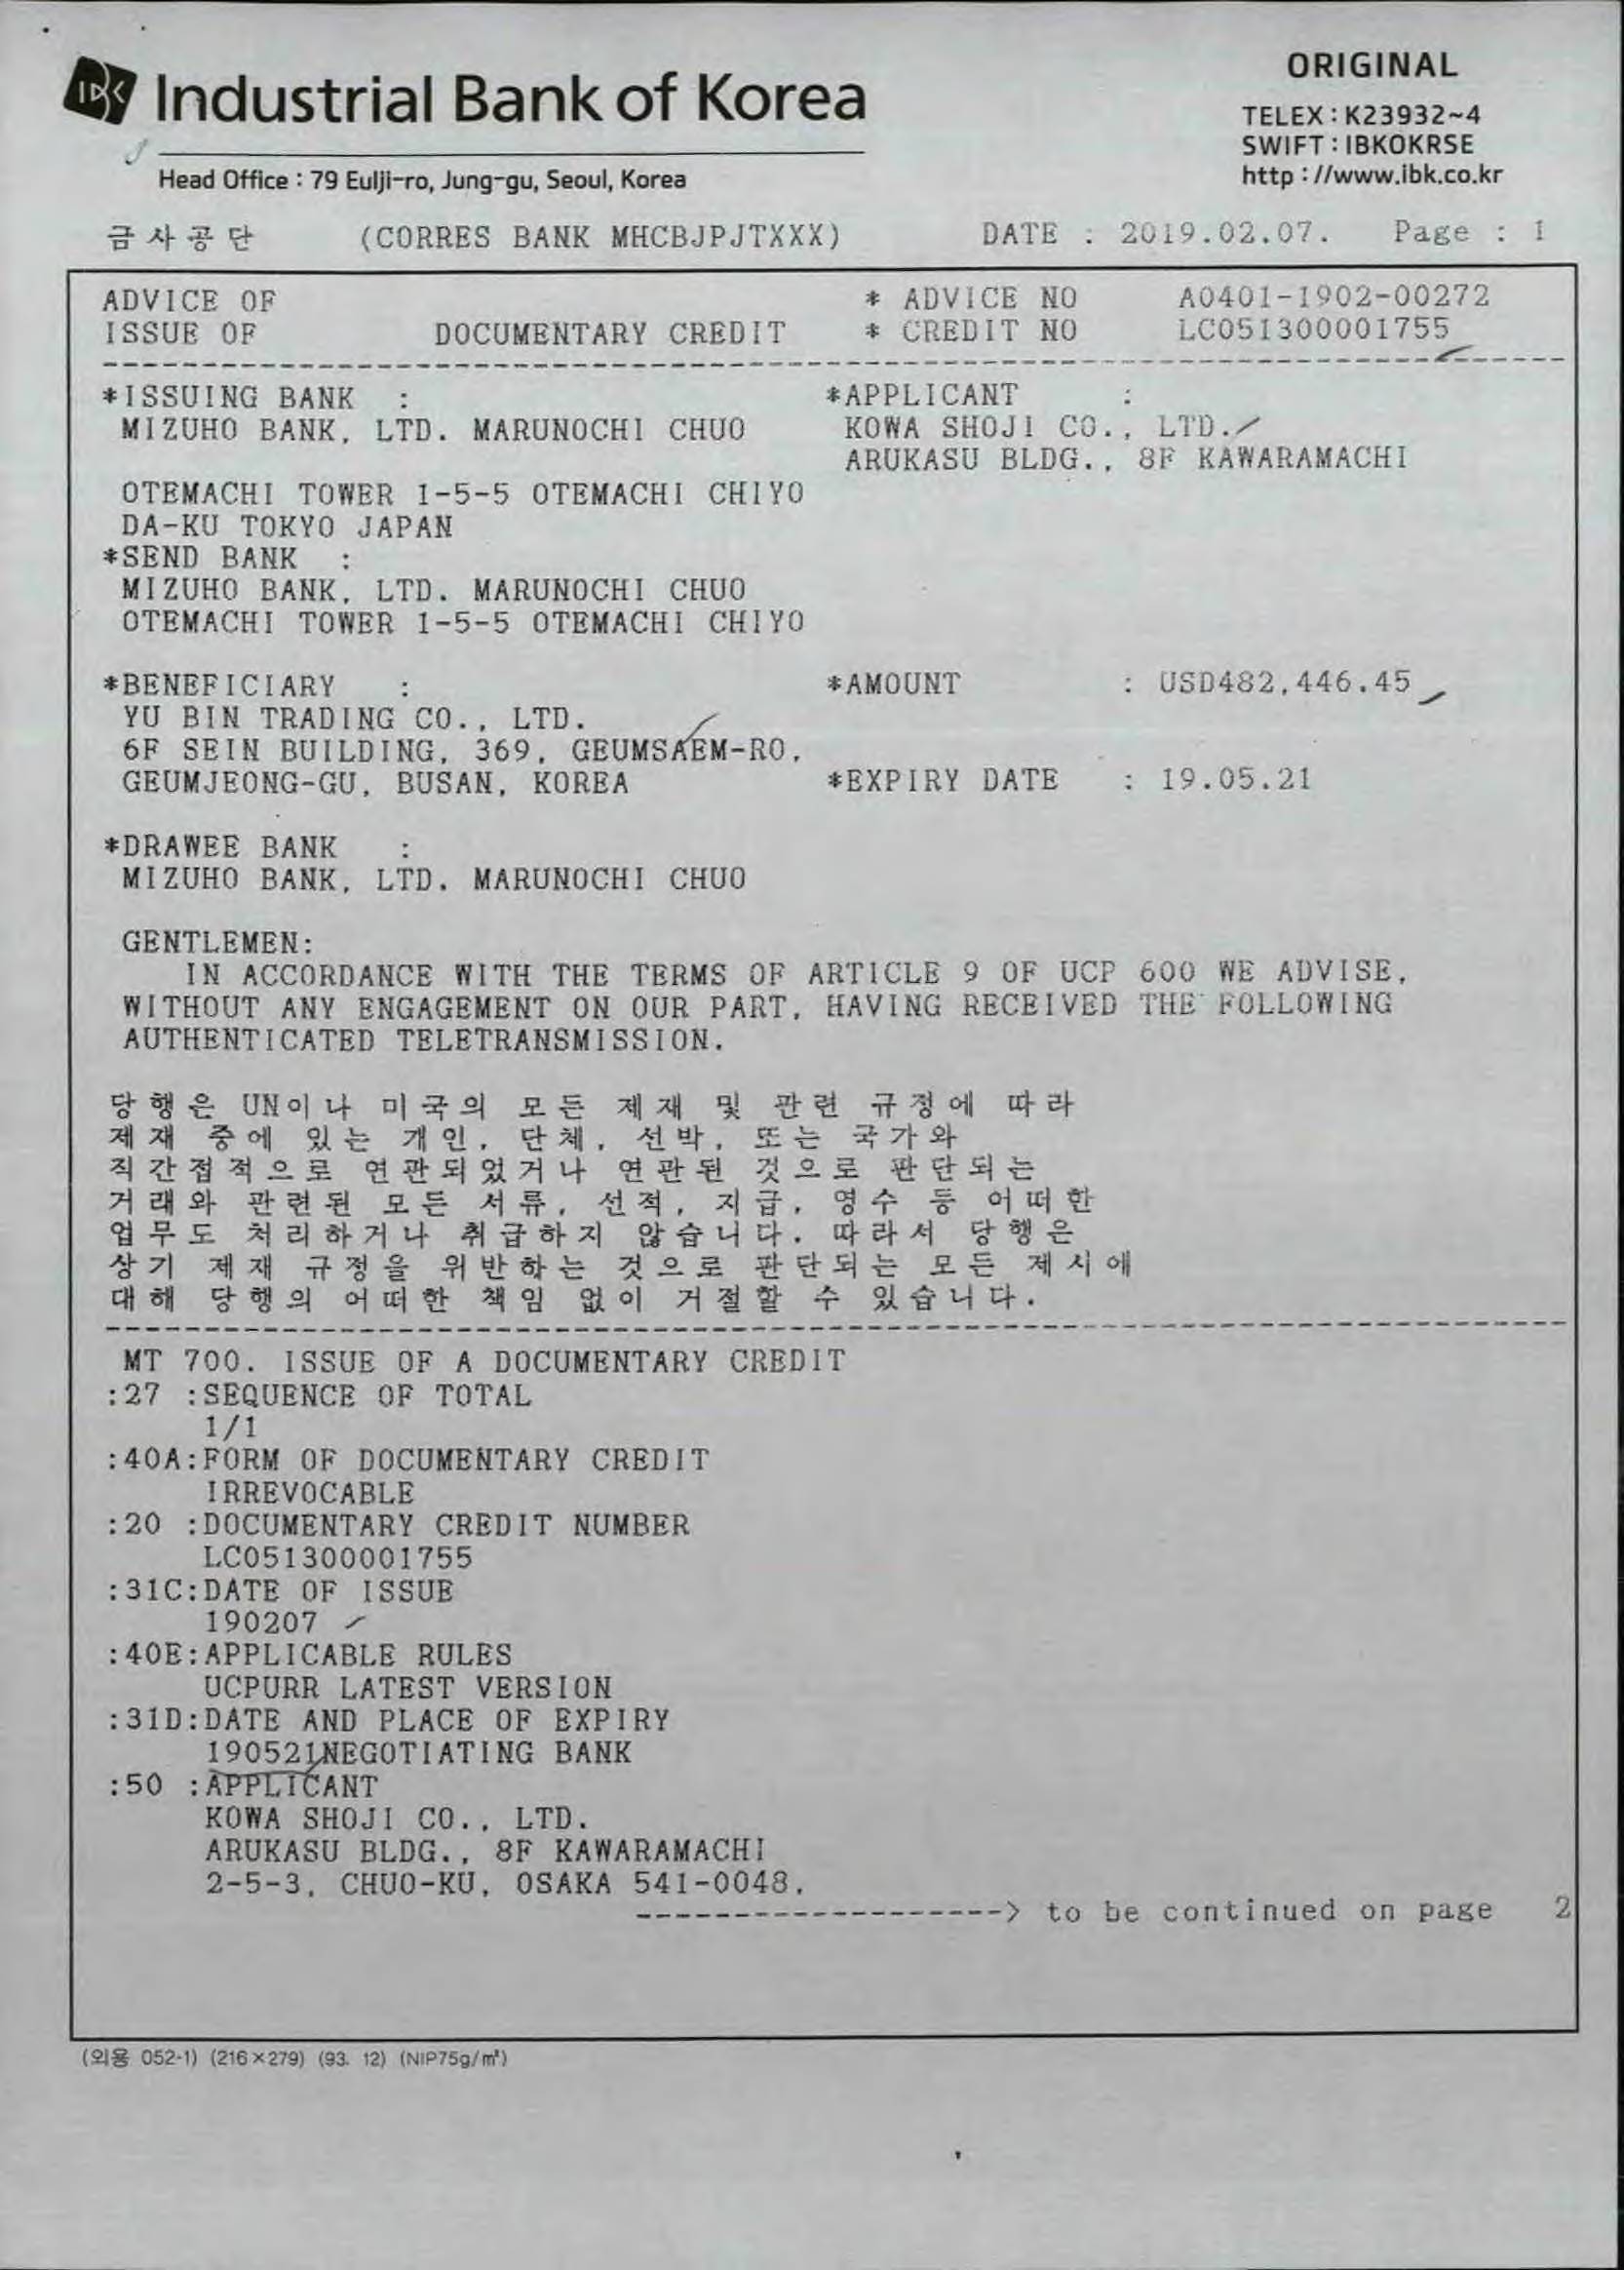 IBK Industrial Bank of Korea
ORIGINAL
TELEX : K23932~4
SWIFT : IBKOKRSE
http : //www.ibk.co.kr
Head Office : 79 Eulji-ro, Jung-gu, Seoul, Korea
금사공단 (CORRES BANK MHCBJPJTXXX) DATE : 2019.02.07. Page : 1
ADVICE OF * ADVICE NO A0401-1902-00272
ISSUE OF DOCUMENTARY CREDIT * CREDIT NO LC051300001755
*ISSUING BANK : *APPLICANT :
MIZUHO BANK, LTD. MARUNOCHI CHUO KOWA SHOJI CO., LTD.
ARUKASU BLDG., 8F KAWARAMACHI
OTEMACHI TOWER 1-5-5 OTEMACHI CHIYO
DA-KU TOKYO JAPAN
*SEND BANK :
MIZUHO BANK, LTD. MARUNOCHI CHUO
OTEMACHI TOWER 1-5-5 OTEMACHI CHIYO
*BENEFICIARY : *AMOUNT : USD482,446.45
YU BIN TRADING CO., LTD.
6F SEIN BUILDING, 369, GEUMSAEM-RO,
GEUMJEONG-GU, BUSAN, KOREA *EXPIRY DATE : 19.05.21
*DRAWEE BANK :
MIZUHO BANK, LTD. MARUNOCHI CHUO
GENTLEMEN:
IN ACCORDANCE WITH THE TERMS OF ARTICLE 9 OF UCP 600 WE ADVISE,
WITHOUT ANY ENGAGEMENT ON OUR PART, HAVING RECEIVED THE FOLLOWING
AUTHENTICATED TELETRANSMISSION.
당행은 UN이나 미국의 모든 제재 및 관련 규정에 따라
제재 중에 있는 개인, 단체, 선박, 또는 국가와
직간접적으로 연관되었거나 연관된 것으로 판단되는
거래와 관련된 모든 서류, 선적, 지급, 영수 등 어떠한
업무도 처리하거나 취급하지 않습니다. 따라서 당행은
상기 제재 규정을 위반하는 것으로 판단되는 모든 제시에
대해 당행의 어떠한 책임 없이 거절할 수 있습니다.
MT 700. ISSUE OF A DOCUMENTARY CREDIT
:27 :SEQUENCE OF TOTAL
1/1
:40A:FORM OF DOCUMENTARY CREDIT
IRREVOCABLE
:20 :DOCUMENTARY CREDIT NUMBER
LC051300001755
:31C:DATE OF ISSUE
190207
:40E:APPLICABLE RULES
UCPURR LATEST VERSION
:31D:DATE AND PLACE OF EXPIRY
190521NEGOTIATING BANK
:50 :APPLICANT
KOWA SHOJI CO., LTD.
ARUKASU BLDG., 8F KAWARAMACHI
2-5-3, CHUO-KU, OSAKA 541-0048,
-------------------> to be continued on page 2
(외용 052-1) (216×279) (93. 12) (NIP75g/㎡)